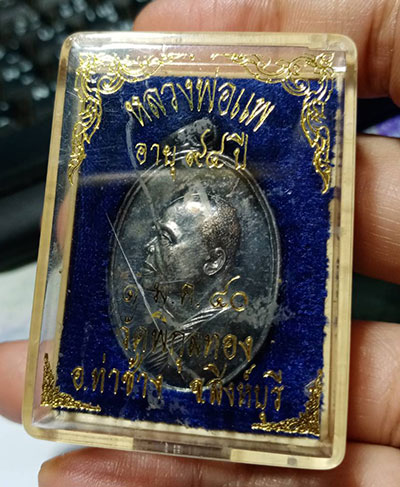 หลวงพ่อแพ
อายุ ๙๔ ปี
๑ ม.ค. ๔๐
วัดพิกุลทอง
อ.ท่าช้าง จ.สิงห์บุรี